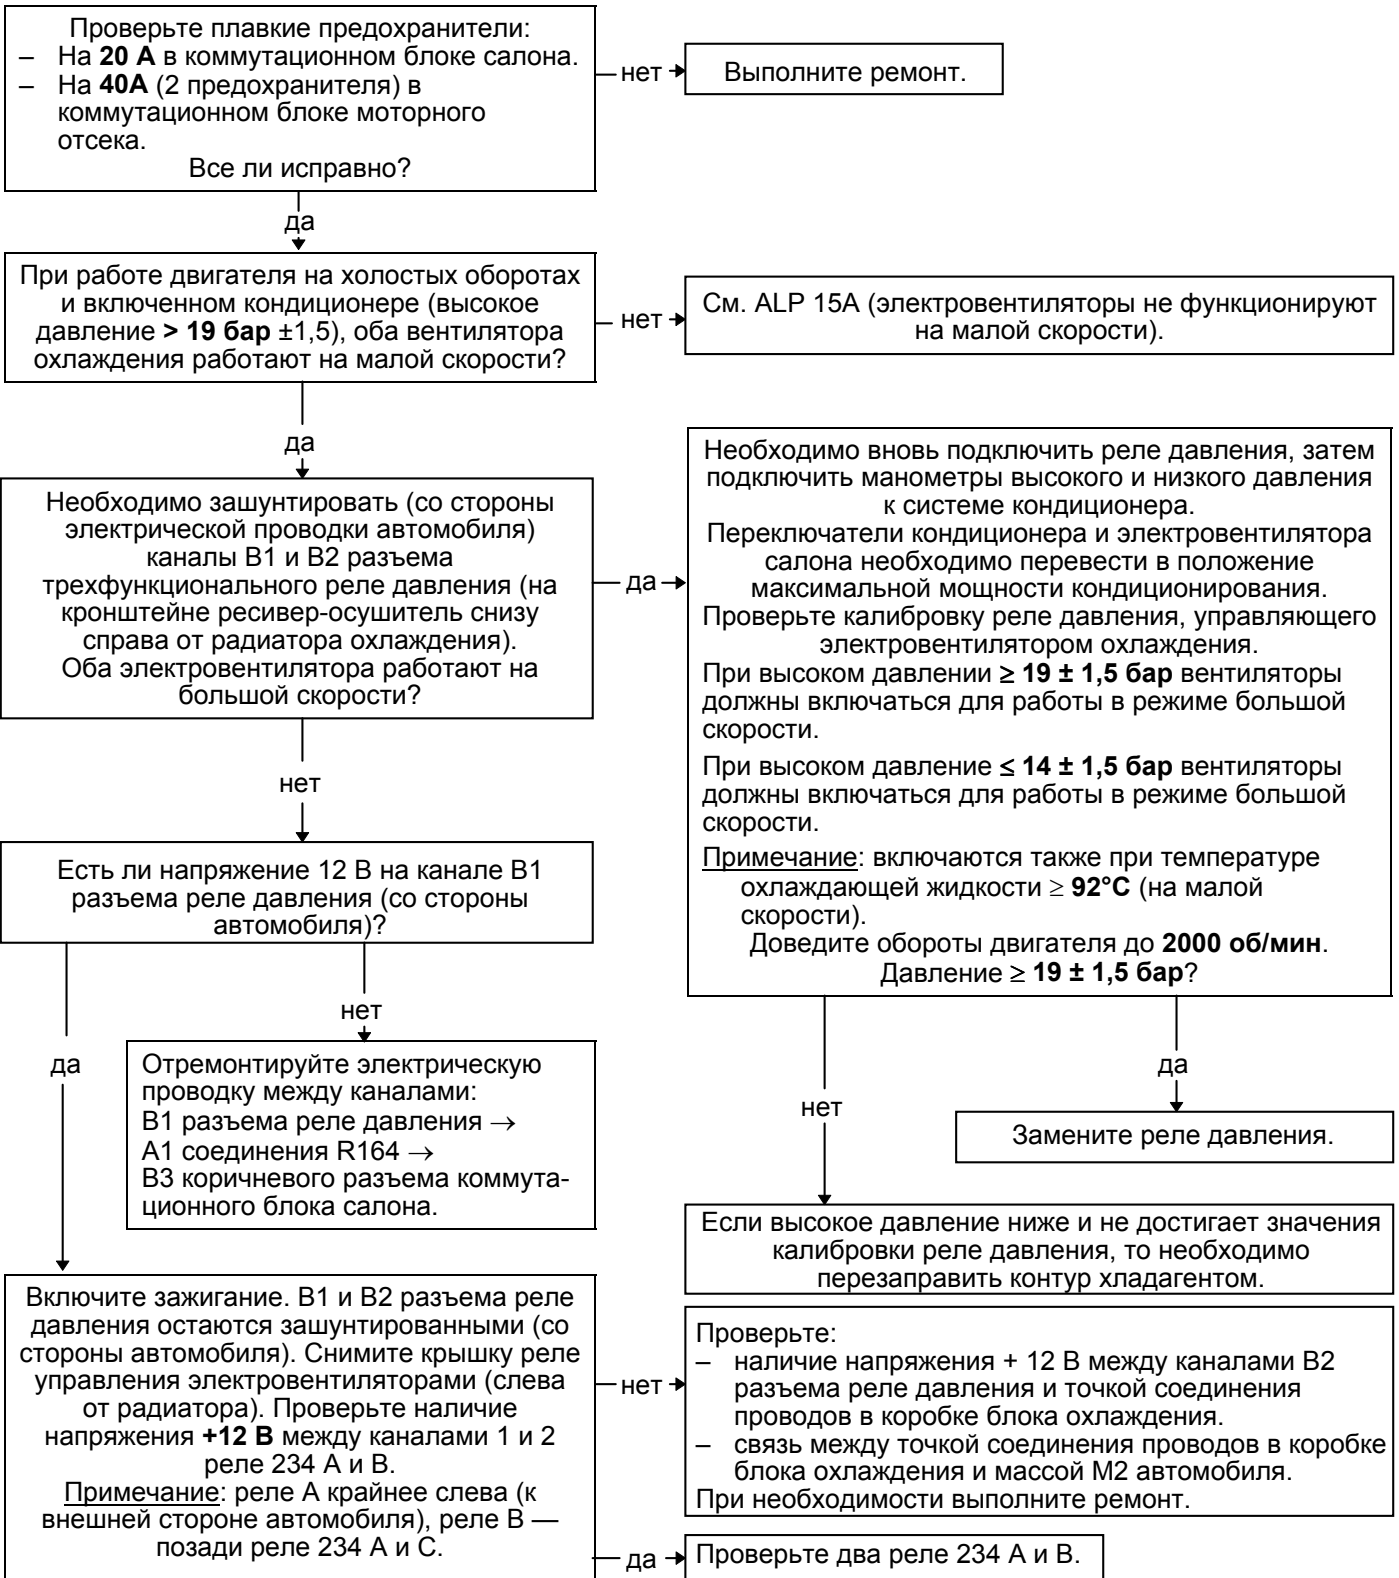 Проверьте плавкие предохранители:
– На 20 А в коммутационном блоке салона.
– На 40А (2 предохранителя) в
коммутационном блоке моторного
отсека.
Все ли исправно?
нет
Выполните ремонт.
да
При работе двигателя на холостых оборотах
и включенном кондиционере (высокое
давление > 19 бар ±1,5), оба вентилятора
охлаждения работают на малой скорости?
нет
См. ALP 15A (электровентиляторы не функционируют
на малой скорости).
да
Необходимо зашунтировать (со стороны
электрической проводки автомобиля)
каналы В1 и В2 разъема
трехфункционального реле давления (на
кронштейне ресивер-осушитель снизу
справа от радиатора охлаждения).
Оба электровентилятора работают на
большой скорости?
да
Необходимо вновь подключить реле давления, затем
подключить манометры высокого и низкого давления
к системе кондиционера.
Переключатели кондиционера и электровентилятора
салона необходимо перевести в положение
максимальной мощности кондиционирования.
Проверьте калибровку реле давления, управляющего
электровентилятором охлаждения.
При высоком давлении ≥ 19 ± 1,5 бар вентиляторы
должны включаться для работы в режиме большой
скорости.
При высоком давление ≤ 14 ± 1,5 бар вентиляторы
должны включаться для работы в режиме большой
скорости.
Примечание: включаются также при температуре
охлаждающей жидкости ≥ 92°C (на малой
скорости).
Доведите обороты двигателя до 2000 об/мин.
Давление ≥ 19 ± 1,5 бар?
нет
Есть ли напряжение 12 В на канале В1
разъема реле давления (со стороны
автомобиля)?
нет
да
Отремонтируйте электрическую
проводку между каналами:
В1 разъема реле давления →
А1 соединения R164 →
В3 коричневого разъема коммута-
ционного блока салона.
да
нет
Замените реле давления.
Если высокое давление ниже и не достигает значения
калибровки реле давления, то необходимо
перезаправить контур хладагентом.
Включите зажигание. В1 и В2 разъема реле
давления остаются зашунтированными (со
стороны автомобиля). Снимите крышку реле
управления электровентиляторами (слева
от радиатора). Проверьте наличие
напряжения +12 В между каналами 1 и 2
реле 234 А и В.
Примечание: реле А крайнее слева (к
внешней стороне автомобиля), реле В —
позади реле 234 А и С.
нет
Проверьте:
– наличие напряжения + 12 В между каналами В2
разъема реле давления и точкой соединения
проводов в коробке блока охлаждения.
– связь между точкой соединения проводов в коробке
блока охлаждения и массой М2 автомобиля.
При необходимости выполните ремонт.
да
Проверьте два реле 234 А и В.